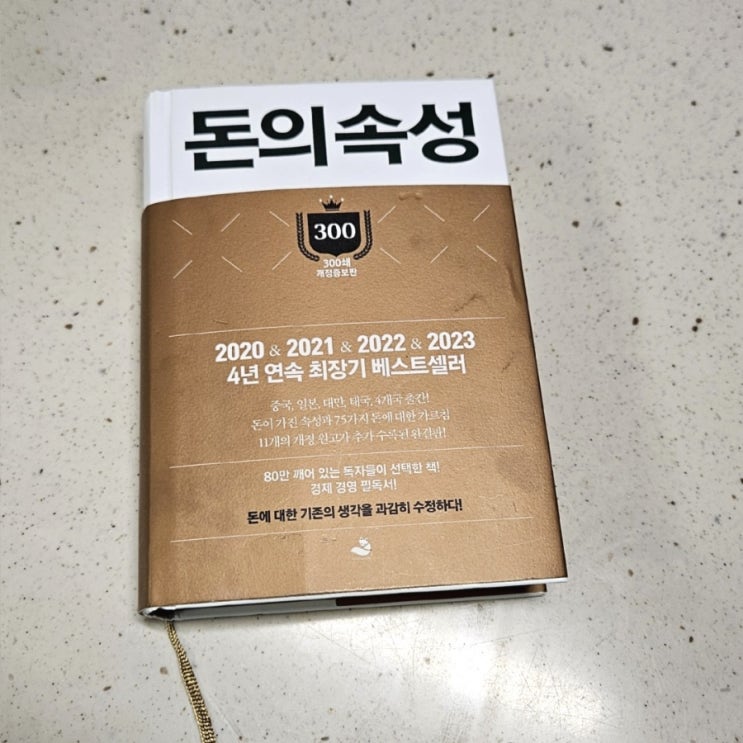 돈의 속성
300
300쇄
개정증보판
2020 & 2021 & 2022 & 2023
4년 연속 최장기 베스트셀러
중국, 일본, 대만, 태국, 4개국 출간!
돈이 가진 속성과 75가지 돈에 대한 가르침
11개의 개정 원고가 추가 수록된 완결판!
80만 깨어 있는 독자들이 선택한 책!
경제 경영 필독서!
돈에 대한 기존의 생각을 과감히 수정하다!